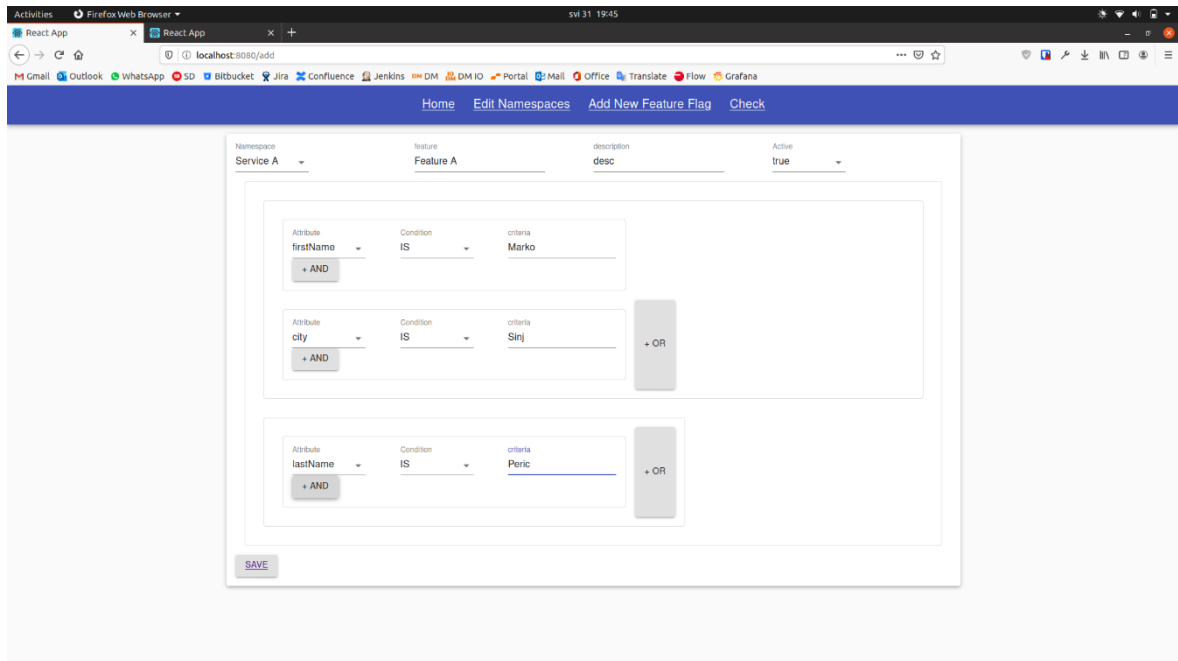 Activities Firefox Web Browser svi 31 19:45
React App React App
localhost:8080/add
Gmail Outlook WhatsApp SD Bitbucket Jira Confluence Jenkins DM DM IO Portal Mail Office Translate Flow Grafana
Home Edit Namespaces Add New Feature Flag Check
Namespace feature description Active
Service A Feature A desc true
Attribute Condition criteria
firstName IS Marko
+ AND
Attribute Condition criteria
city IS Sinj
+ OR
+ AND
Attribute Condition criteria
lastName IS Peric
+ OR
+ AND
SAVE